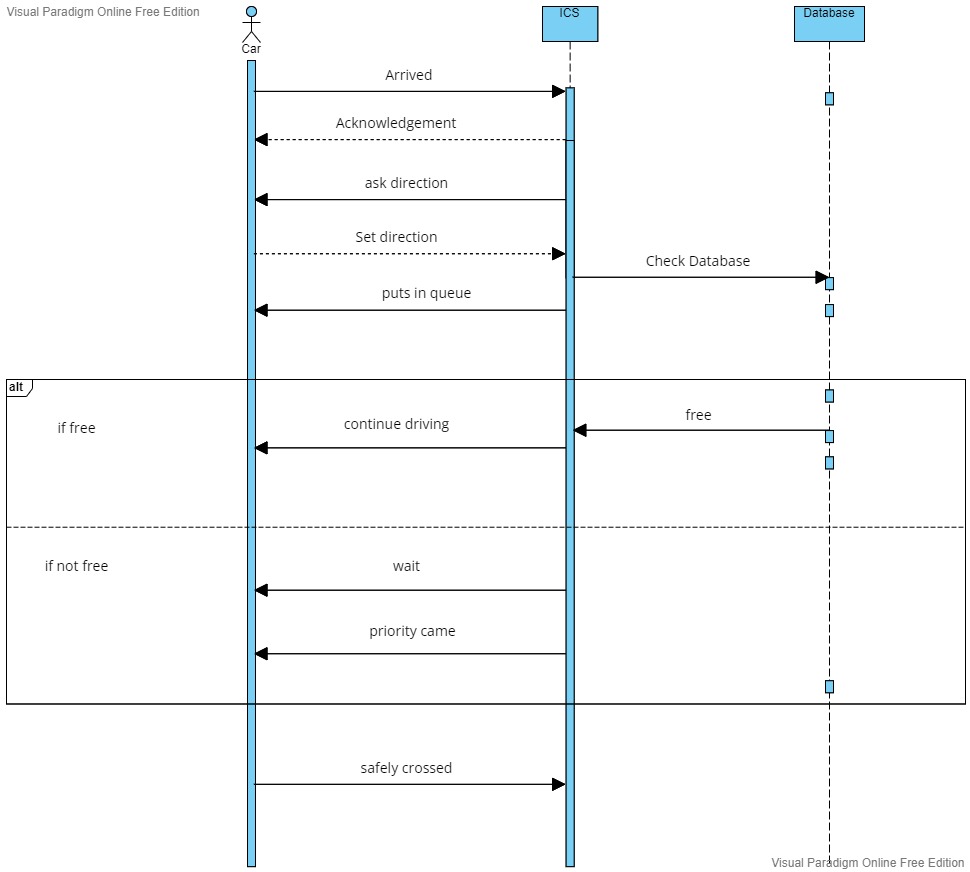 Visual Paradigm Online Free Edition
ICS
Database
Car
Arrived
Acknowledgement
ask direction
Set direction
Check Database
puts in queue
alt
free
if free
continue driving
if not free
wait
priority came
safely crossed
Visual Paradigm Online Free Edition